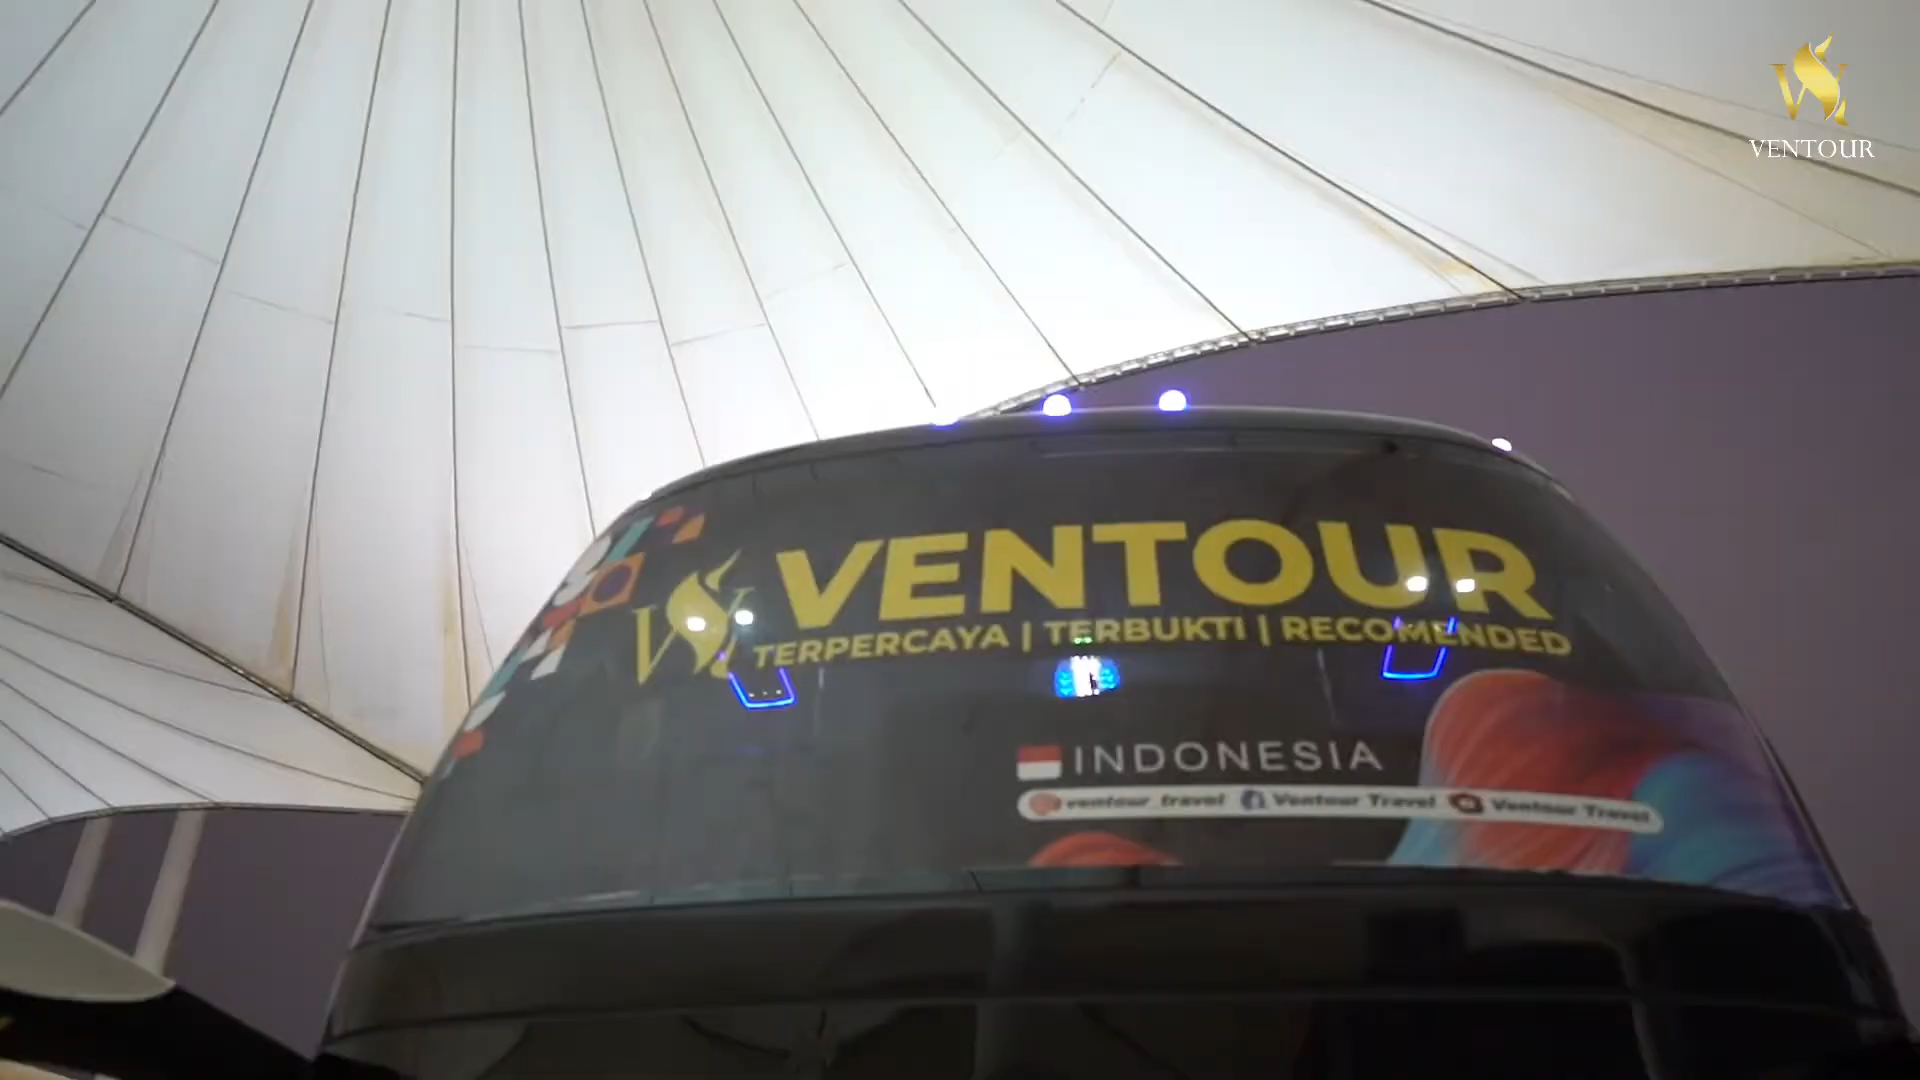 VENTOUR
VENTOUR
TERPERCAYA | TERBUKTI | RECOMENDED
INDONESIA
ventour_travel Ventour Travel Ventour Travel